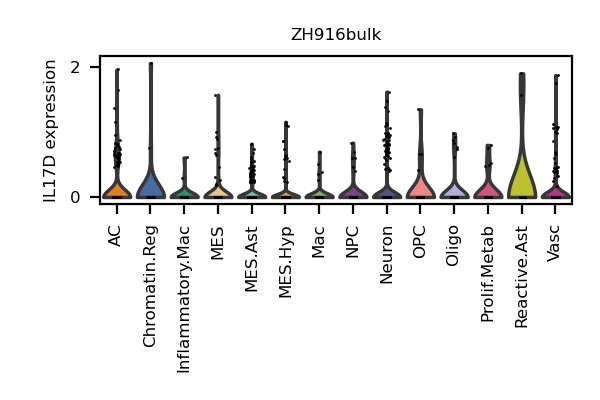 ZH916bulk
IL17D expression
2
0
AC
Chromatin.Reg
Inflammatory.Mac
MES
MES.Ast
MES.Hyp
Mac
NPC
Neuron
OPC
Oligo
Prolif.Metab
Reactive.Ast
Vasc